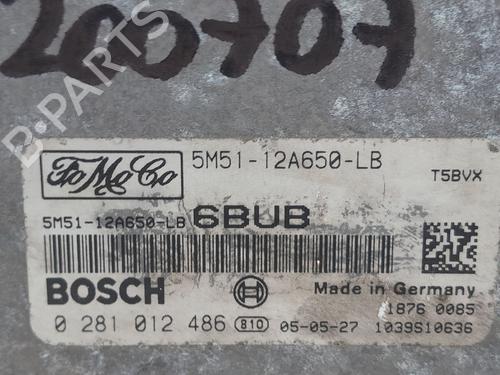 200707
B-PARTS
FoMoCo
5M51-12A650-LB
T5BVX
5M51-12A650-LB 6BUB
BOSCH
Made in Germany
1876 0085
0 281 012 486 810 05-05-27 1039S10636